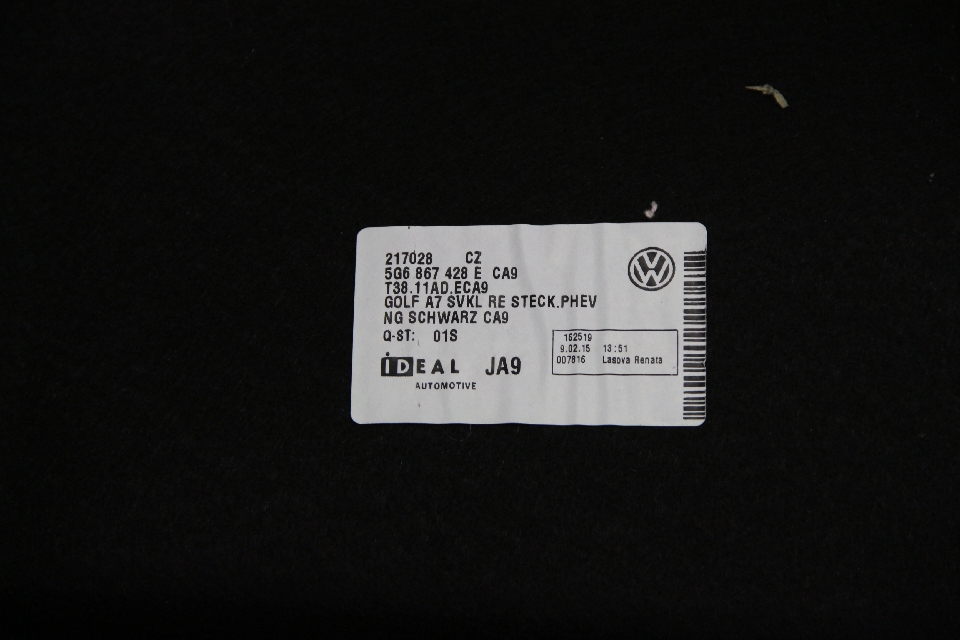 217028 CZ
5G6 867 428 E CA9
T38.11AD.ECA9
GOLF A7 SVKL RE STECK.PHEV
NG SCHWARZ CA9
Q-ST: 01S
IDEAL JA9
AUTOMOTIVE
162519
9.02.15 13:51
007816 Lasova Renata